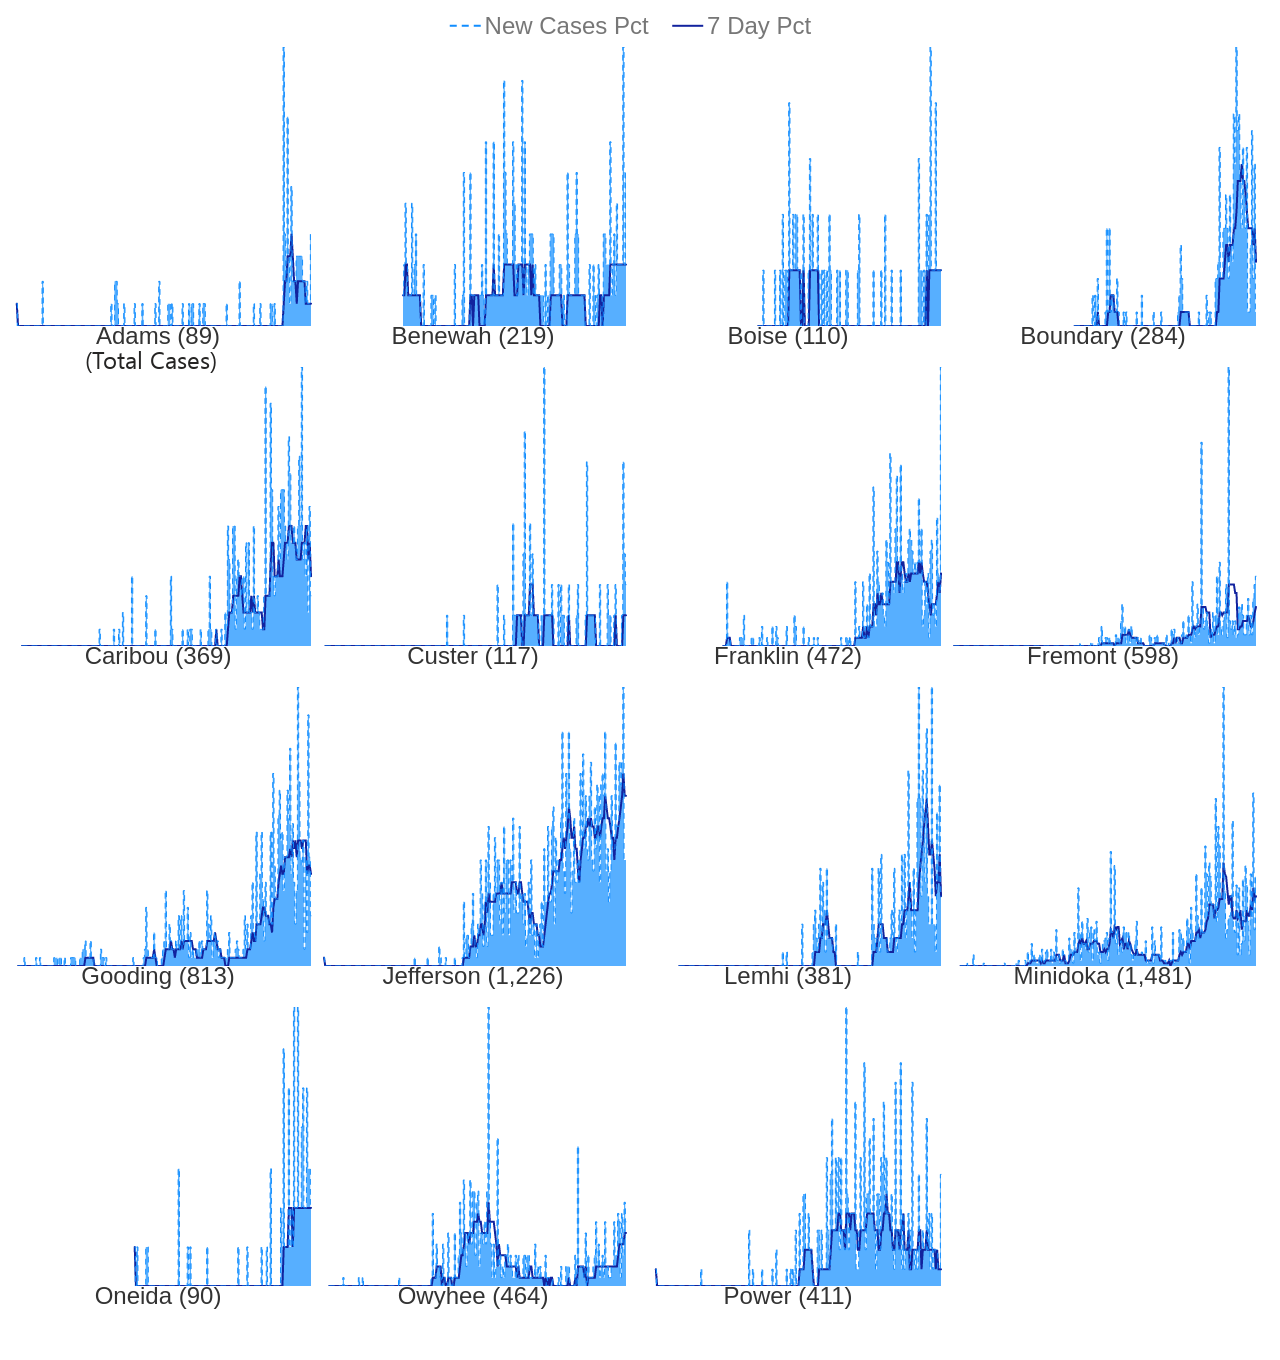 New Cases Pct 7 Day Pct
Adams (89) Benewah (219) Boise (110) Boundary (284)
(Total Cases)
Caribou (369) Custer (117) Franklin (472) Fremont (598)
Gooding (813) Jefferson (1,226) Lemhi (381) Minidoka (1,481)
Oneida (90) Owyhee (464) Power (411)